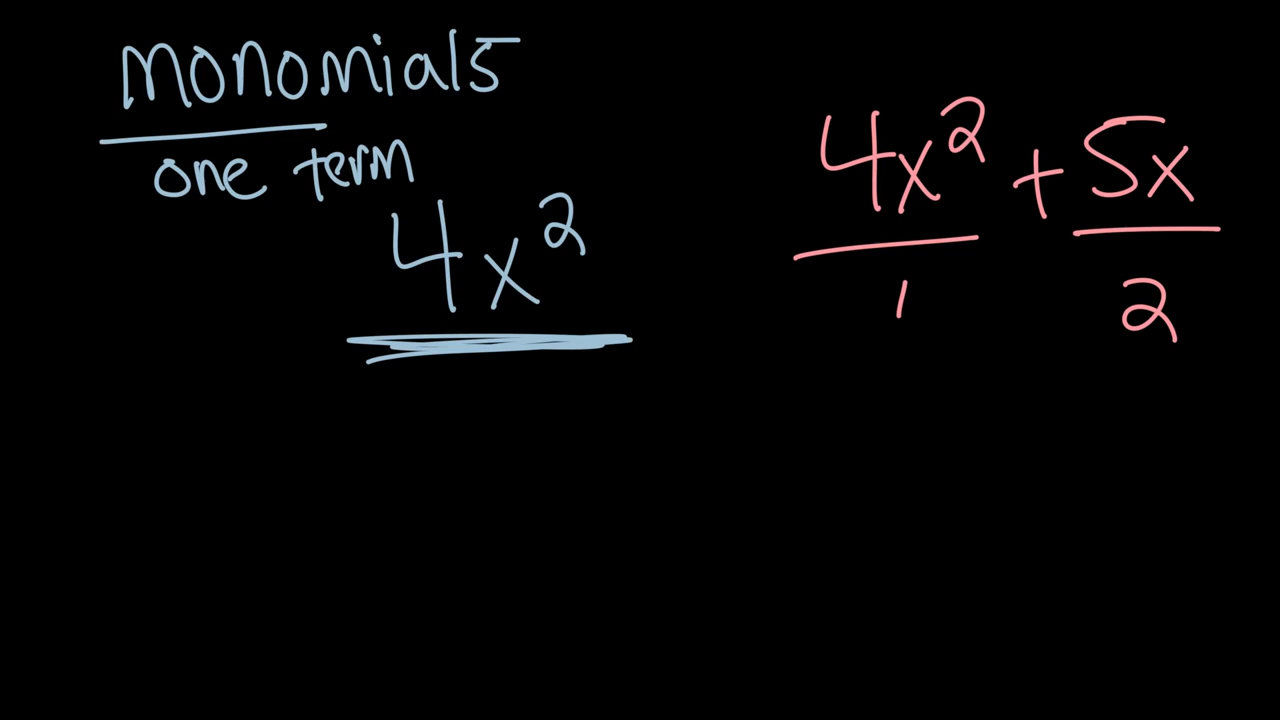 monomials
one term
4x²
4x² + 5x
1 2